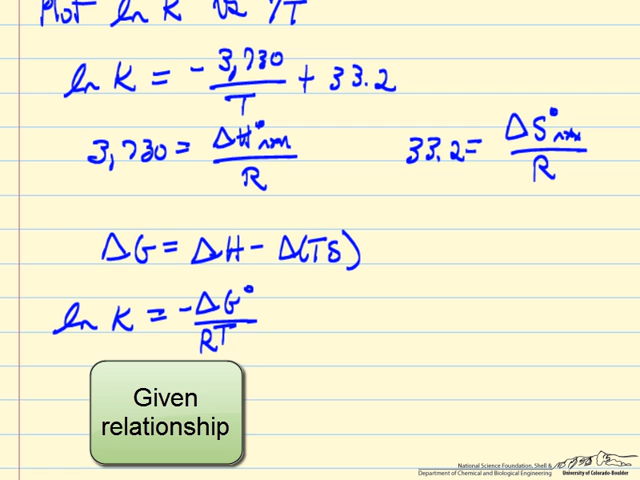 Plot ln K vs 1/T
ln K = - 3,730 / T + 33.2
3,730 = ΔH°rxn / R
33.2 = ΔS°rxn / R
ΔG = ΔH - Δ(TS)
ln K = -ΔG° / RT
Given
relationship
National Science Foundation, Shell &
Department of Chemical and Biological Engineering
University of Colorado-Boulder